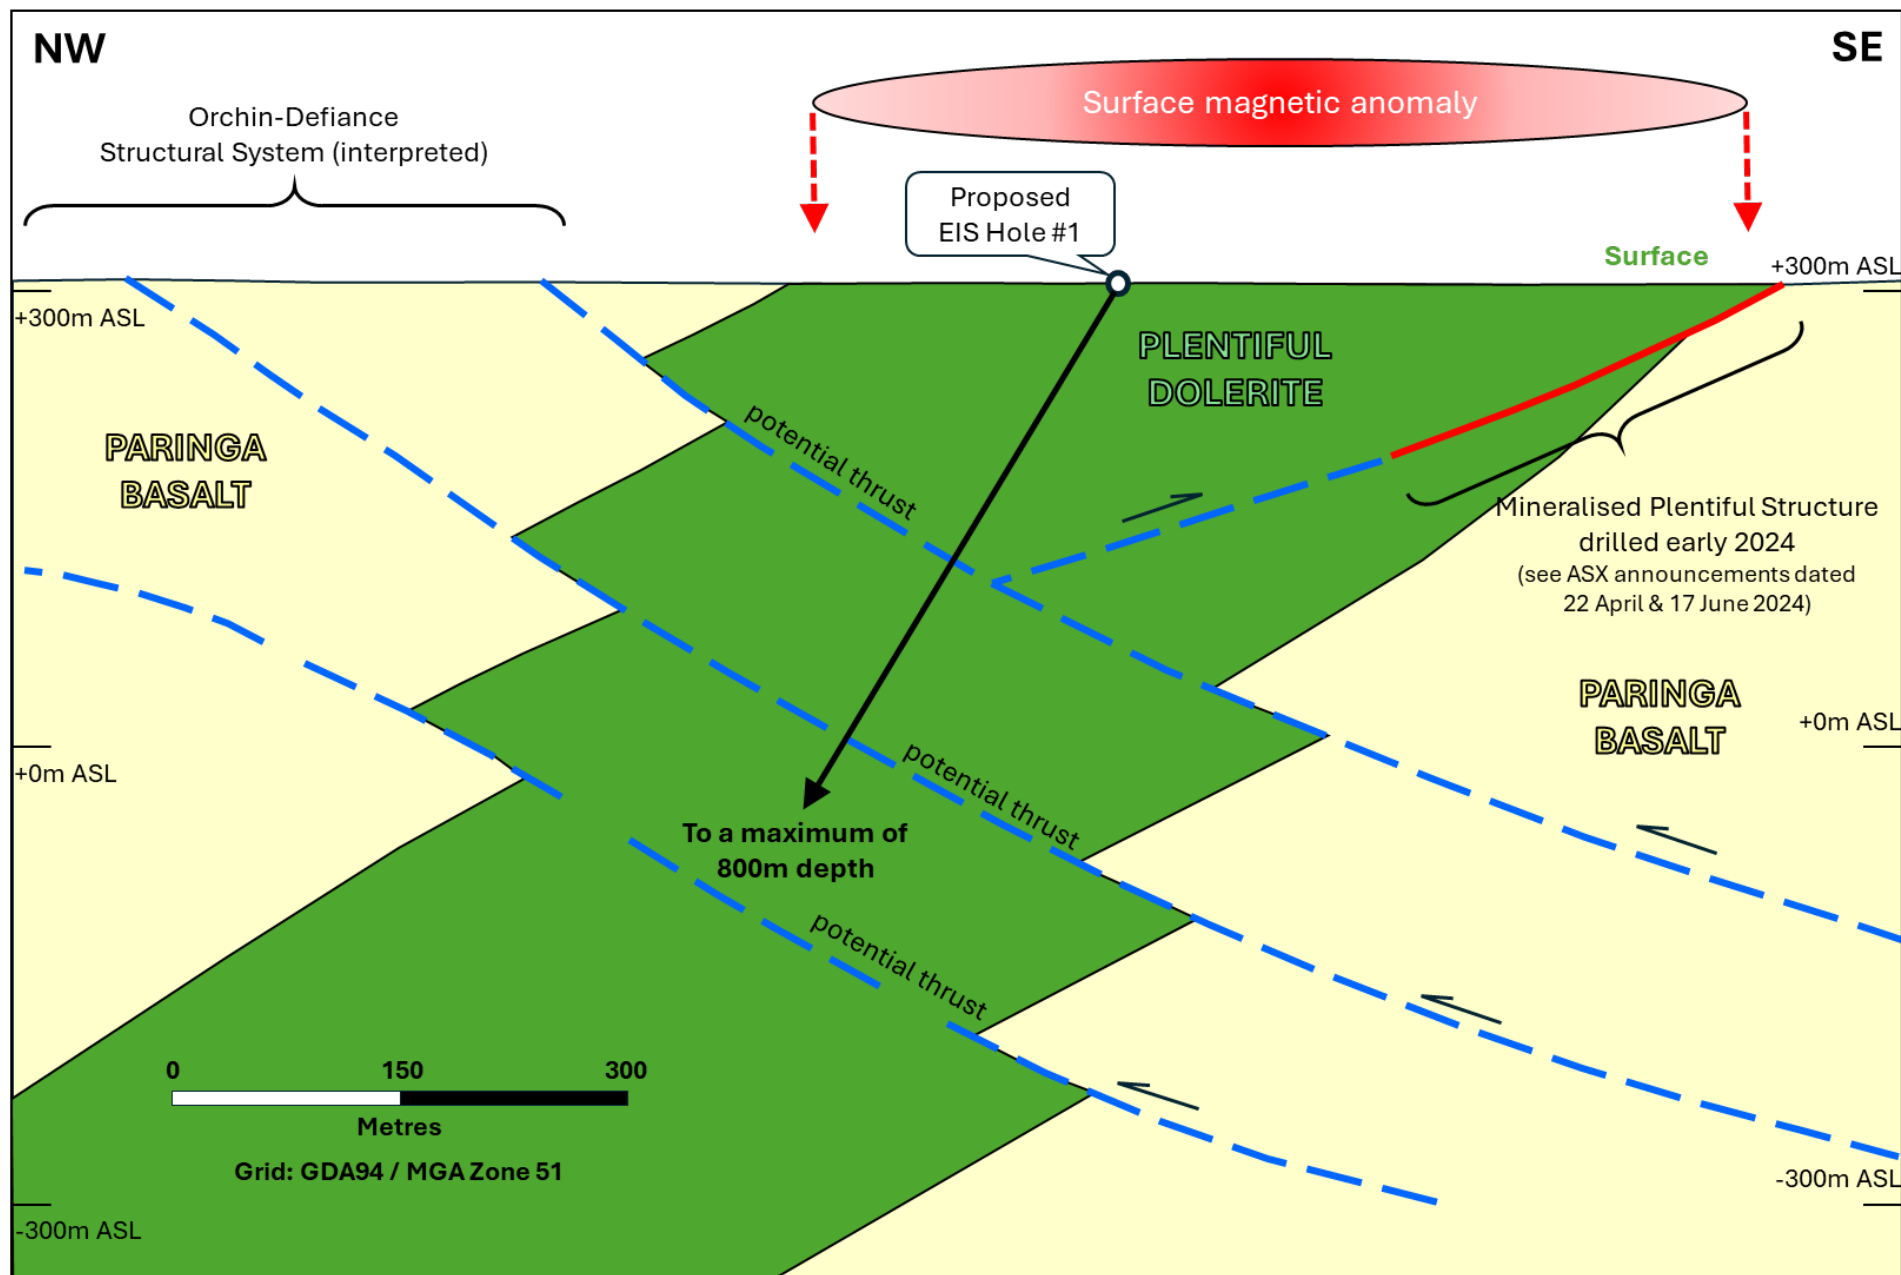 NW
SE
Surface magnetic anomaly
Orchin-Defiance
Structural System (interpreted)
Proposed
EIS Hole #1
Surface
+300m ASL
+300m ASL
PLENTIFUL
DOLERITE
potential thrust
PARINGA
BASALT
Mineralised Plentiful Structure
drilled early 2024
(see ASX announcements dated
22 April & 17 June 2024)
PARINGA
BASALT
+0m ASL
+0m ASL
potential thrust
To a maximum of
800m depth
potential thrust
0 150 300
Metres
Grid: GDA94 / MGA Zone 51
-300m ASL
-300m ASL